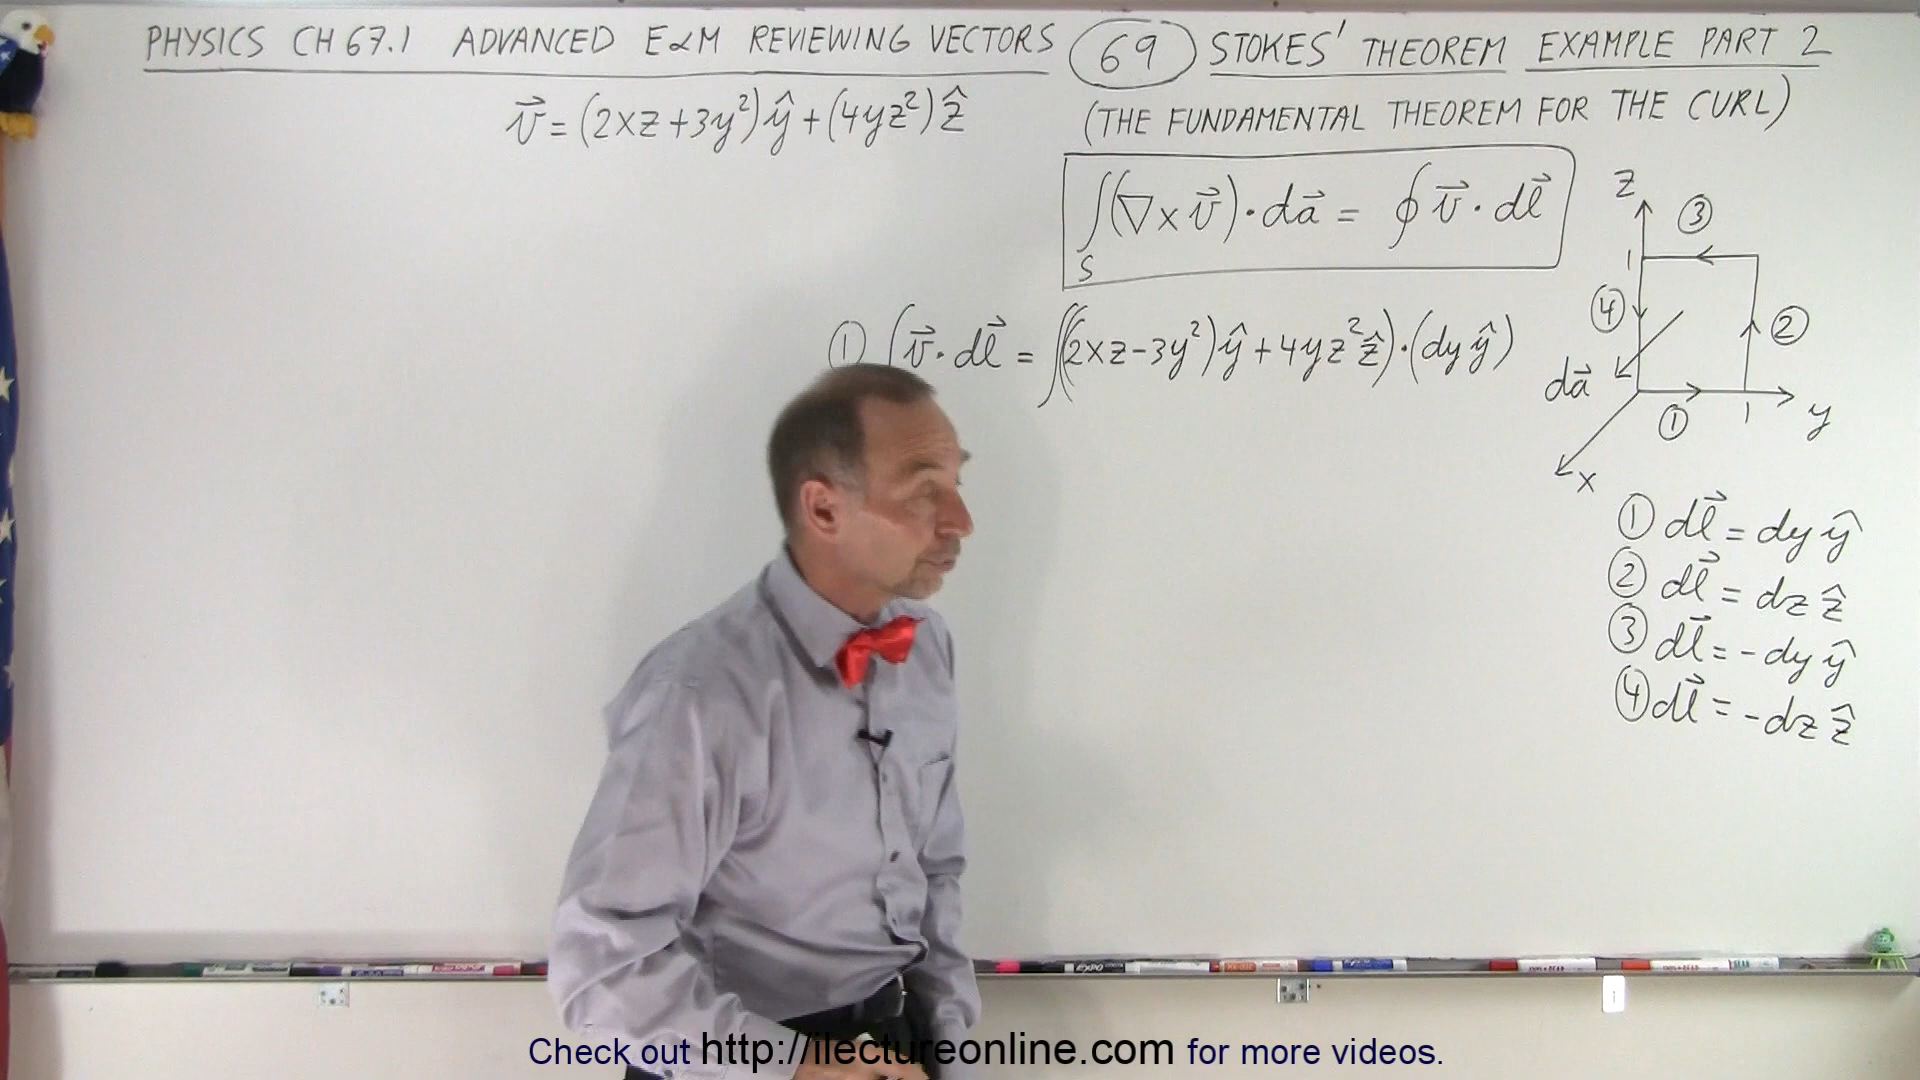 PHYSICS CH 67.1 ADVANCED E&M REVIEWING VECTORS (69) STOKES' THEOREM EXAMPLE PART 2
(THE FUNDAMENTAL THEOREM FOR THE CURL)
v⃗ = (2xz + 3y²) ŷ + (4yz²) ẑ
∫(∇ × v⃗) · da⃗ = ∮ v⃗ · dl⃗
S
① ∫ v⃗ · dl⃗ = ∫((2xz - 3y²) ŷ + 4yz² ẑ) · (dy ŷ)
z
③
1
④
②
da⃗
①
1
y
x
① dl⃗ = dy ŷ
② dl⃗ = dz ẑ
③ dl⃗ = -dy ŷ
④ dl⃗ = -dz ẑ
EXPO
Check out http://ilectureonline.com for more videos.